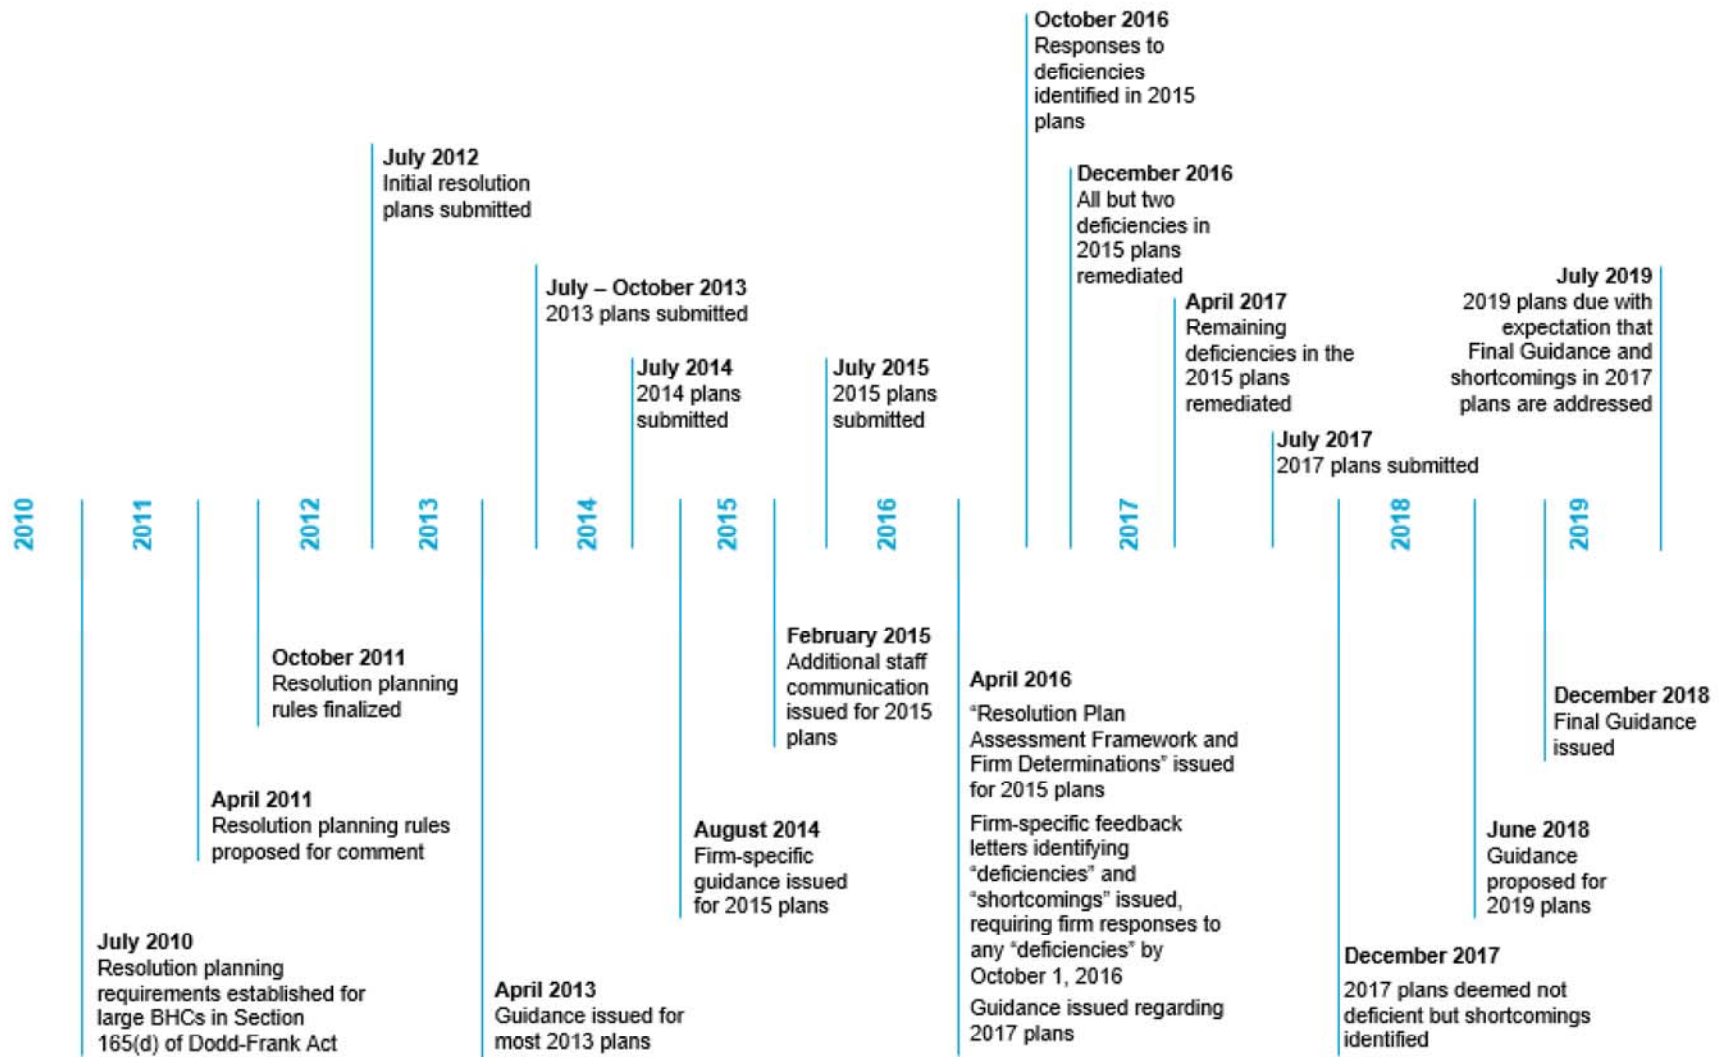 October 2016
Responses to
deficiencies
identified in 2015
plans
July 2012
Initial resolution
plans submitted
December 2016
All but two
deficiencies in
2015 plans
remediated
July – October 2013
2013 plans submitted
April 2017
Remaining
deficiencies in the
2015 plans
remediated
July 2019
2019 plans due with
expectation that
Final Guidance and
shortcomings in 2017
plans are addressed
July 2014
2014 plans
submitted
July 2015
2015 plans
submitted
July 2017
2017 plans submitted
2010
2011
2012
2013
2014
2015
2016
2017
2018
2019
October 2011
Resolution planning
rules finalized
February 2015
Additional staff
communication
issued for 2015
plans
April 2016
“Resolution Plan
Assessment Framework and
Firm Determinations” issued
for 2015 plans
Firm-specific feedback
letters identifying
“deficiencies” and
“shortcomings” issued,
requiring firm responses to
any “deficiencies” by
October 1, 2016
Guidance issued regarding
2017 plans
December 2018
Final Guidance
issued
April 2011
Resolution planning rules
proposed for comment
August 2014
Firm-specific
guidance issued
for 2015 plans
June 2018
Guidance
proposed for
2019 plans
July 2010
Resolution planning
requirements established for
large BHCs in Section
165(d) of Dodd-Frank Act
April 2013
Guidance issued for
most 2013 plans
December 2017
2017 plans deemed not
deficient but shortcomings
identified